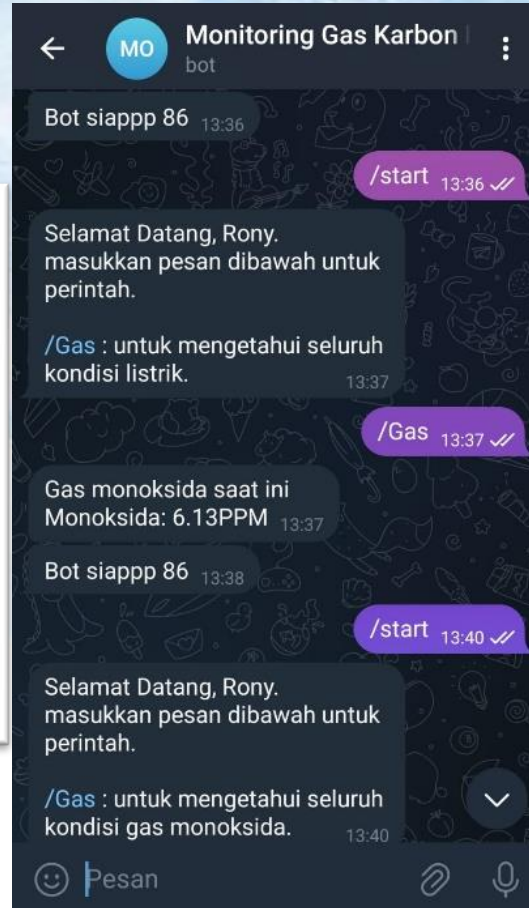 MO
Monitoring Gas Karbon
bot
Bot siappp 86 13:36
/start 13:36
Selamat Datang, Rony.
masukkan pesan dibawah untuk
perintah.
/Gas : untuk mengetahui seluruh
kondisi listrik. 13:37
/Gas 13:37
Gas monoksida saat ini
Monoksida: 6.13PPM 13:37
Bot siappp 86 13:38
/start 13:40
Selamat Datang, Rony.
masukkan pesan dibawah untuk
perintah.
/Gas : untuk mengetahui seluruh
kondisi gas monoksida. 13:40
Pesan